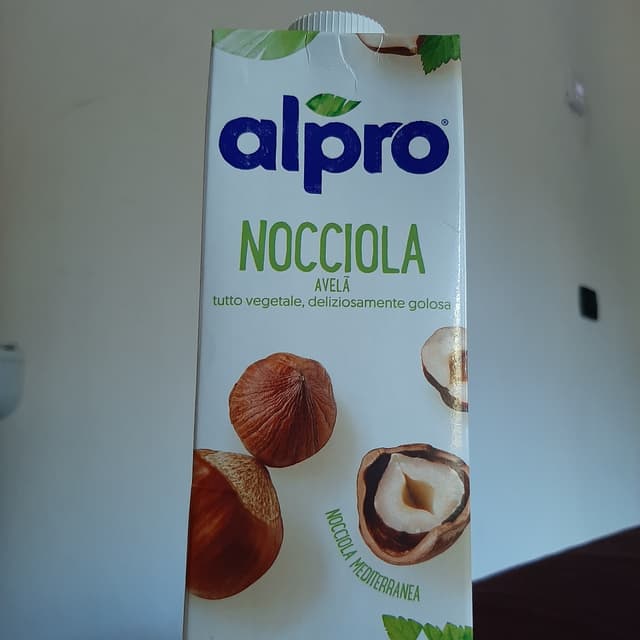 alpro®
NOCCIOLA
AVELÃ
tutto vegetale, deliziosamente golosa
NOCCIOLA MEDITERRANEA